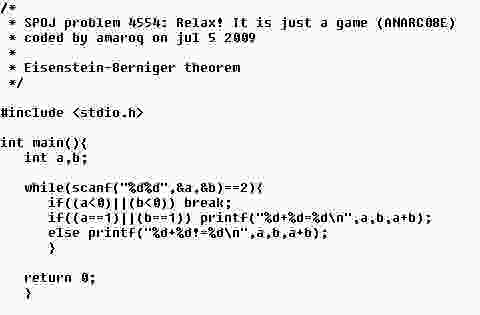 /*
* SPOJ problem 4554: Relax! It is just a game (ANARC08E)
* coded by amaroq on jul 5 2009
*
* Eisenstein-Berniger theorem
*/
#include <stdio.h>
int main(){
int a,b;
while(scanf("%d%d",&a,&b)==2){
if((a<0)||(b<0)) break;
if((a==1)||(b==1)) printf("%d+%d=%d\n",a,b,a+b);
else printf("%d+%d!=%d\n",a,b,a+b);
}
return 0;
}